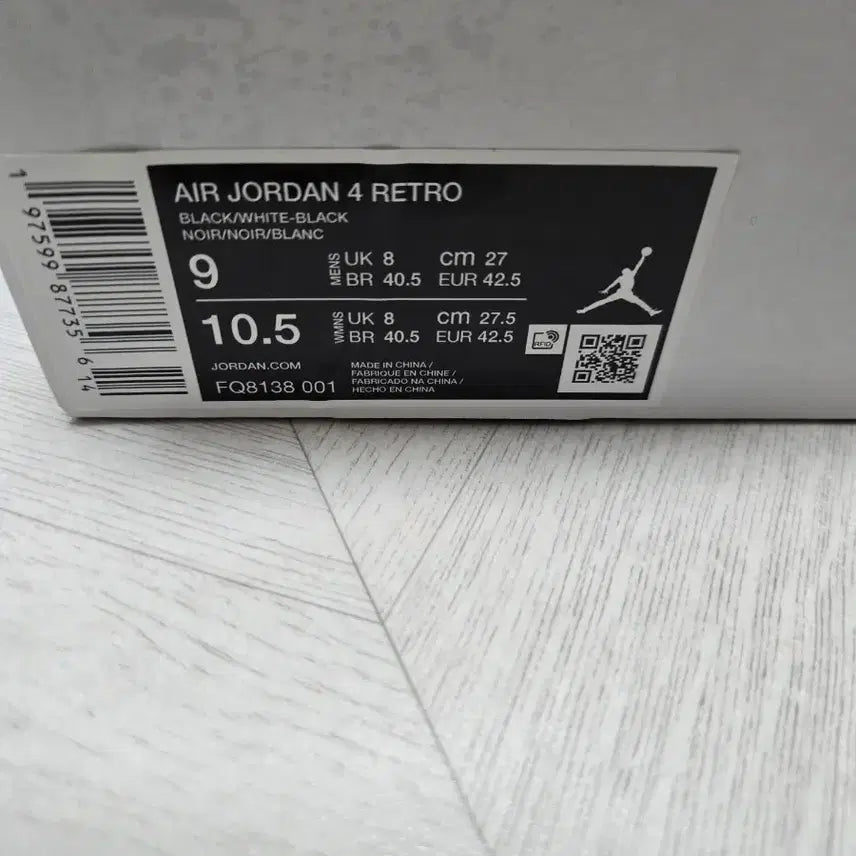 AIR JORDAN 4 RETRO
BLACK/WHITE-BLACK
NOIR/NOIR/BLANC
9 MENS UK 8 cm 27
BR 40.5 EUR 42.5
10.5 WMNS UK 8 cm 27.5
BR 40.5 EUR 42.5
RFID
JORDAN.COM
FQ8138 001
MADE IN CHINA /
FABRIQUE EN CHINE /
FABRICADO NA CHINA /
HECHO EN CHINA
1 97599 87735 6 14